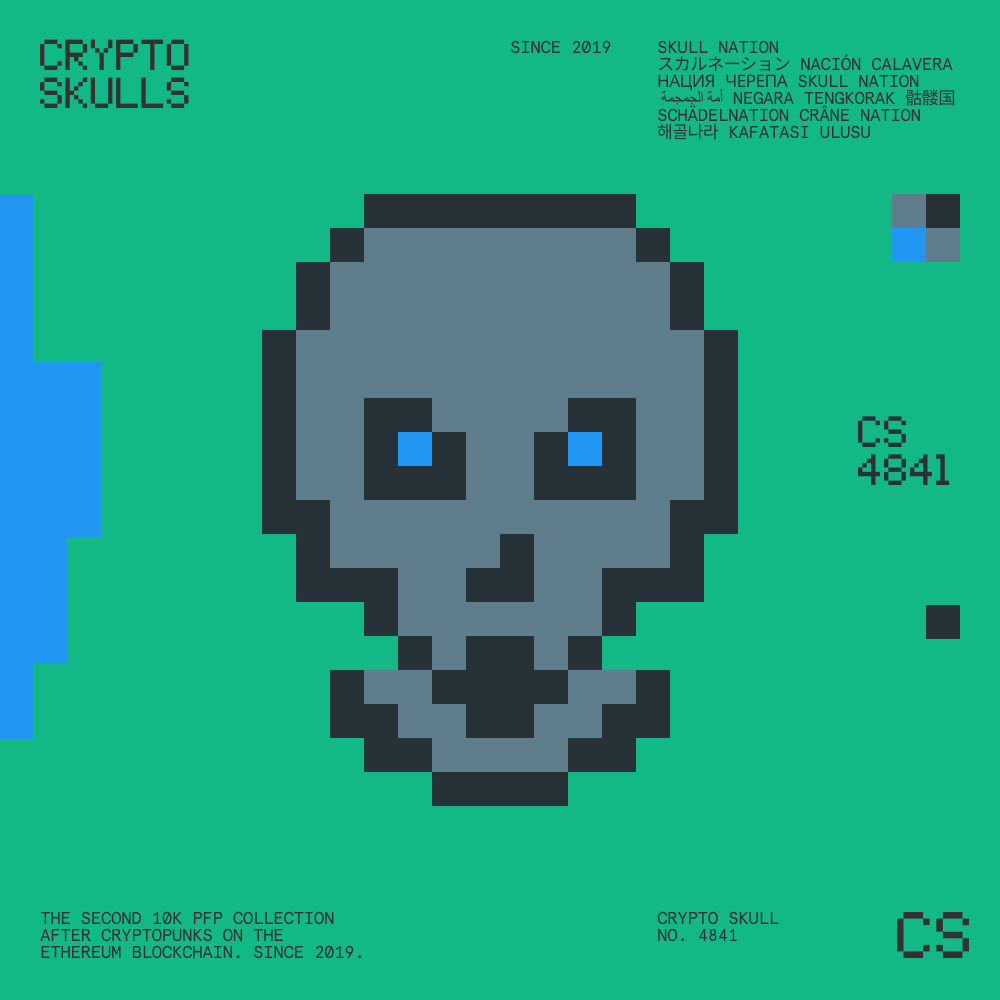 CRYPTO
SKULLS
SINCE 2019
SKULL NATION
スカルネーション NACIÓN CALAVERA
НАЦИЯ ЧЕРЕПА SKULL NATION
أمة الجمجمة NEGARA TENGKORAK 骷髅国
SCHÄDELNATION CRÂNE NATION
해골나라 KAFATASI ULUSU
CS
4841
THE SECOND 10K PFP COLLECTION
AFTER CRYPTOPUNKS ON THE
ETHEREUM BLOCKCHAIN. SINCE 2019.
CRYPTO SKULL
NO. 4841
CS